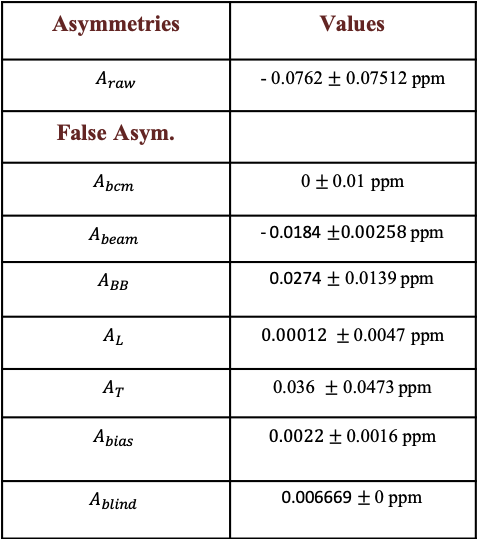 Asymmetries Values
A_raw - 0.0762 ± 0.07512 ppm
False Asym.
A_bcm 0 ± 0.01 ppm
A_beam - 0.0184 ±0.00258 ppm
A_BB 0.0274 ± 0.0139 ppm
A_L 0.00012 ± 0.0047 ppm
A_T 0.036 ± 0.0473 ppm
A_bias 0.0022 ± 0.0016 ppm
A_blind 0.006669 ± 0 ppm